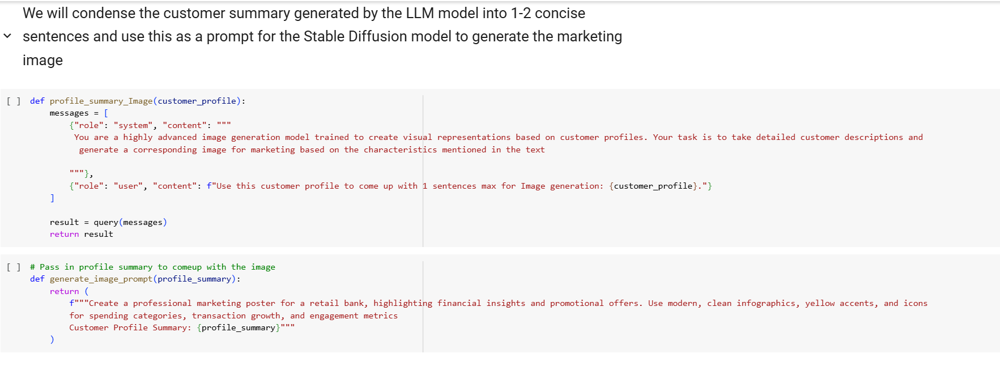 We will condense the customer summary generated by the LLM model into 1-2 concise
sentences and use this as a prompt for the Stable Diffusion model to generate the marketing
image
[ ] def profile_summary_Image(customer_profile):
messages = [
{"role": "system", "content": """
You are a highly advanced image generation model trained to create visual representations based on customer profiles. Your task is to take detailed customer descriptions and
generate a corresponding image for marketing based on the characteristics mentioned in the text
"""},
{"role": "user", "content": f"Use this customer profile to come up with 1 sentences max for Image generation: {customer_profile}."}
]
result = query(messages)
return result
[ ] # Pass in profile summary to comeup with the image
def generate_image_prompt(profile_summary):
return (
f"""Create a professional marketing poster for a retail bank, highlighting financial insights and promotional offers. Use modern, clean infographics, yellow accents, and icons
for spending categories, transaction growth, and engagement metrics
Customer Profile Summary: {profile_summary}"""
)